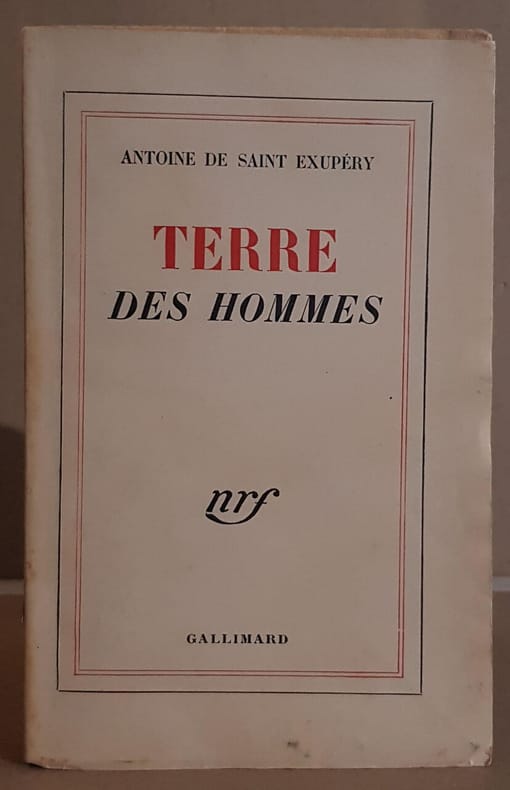 ANTOINE DE SAINT EXUPÉRY
TERRE
DES HOMMES
nrf
GALLIMARD